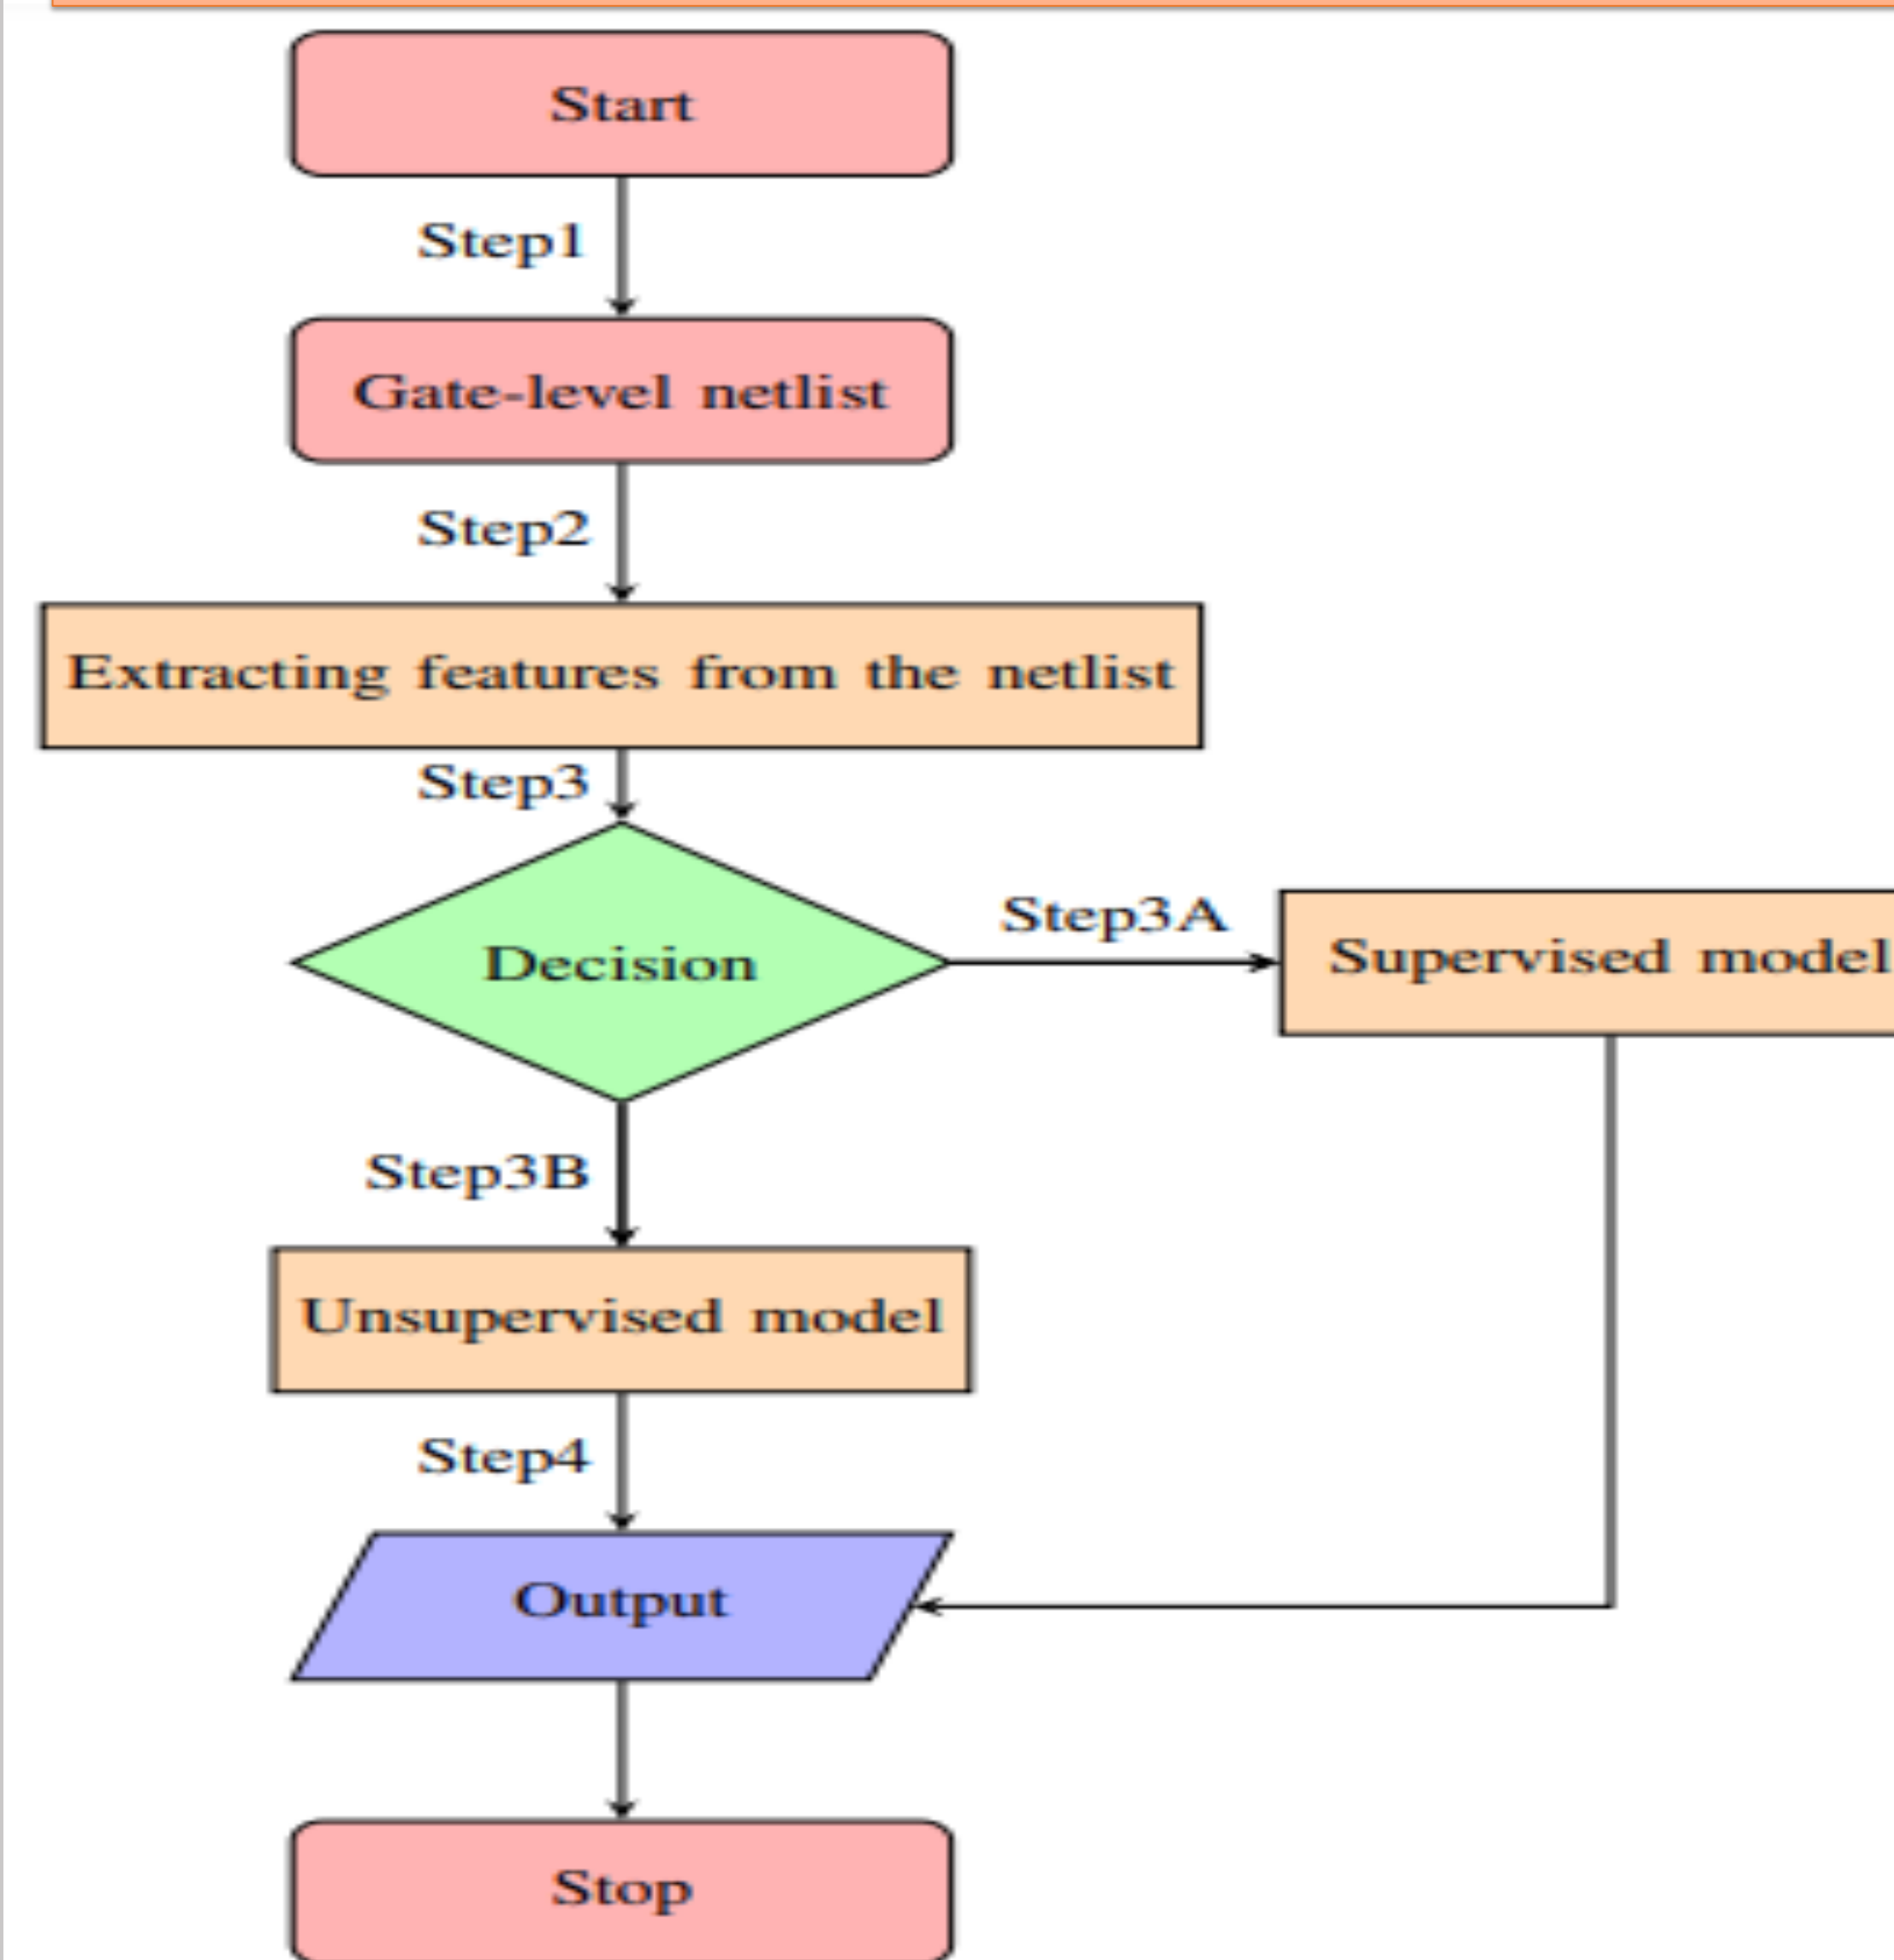 Start
Step1
Gate-level netlist
Step2
Extracting features from the netlist
Step3
Decision
Step3A
Supervised model
Step3B
Unsupervised model
Step4
Output
Stop